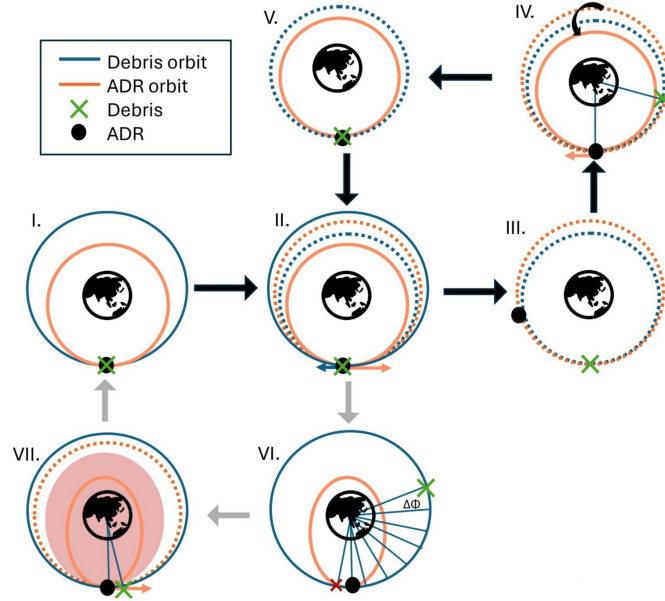 V.
IV.
Debris orbit
ADR orbit
Debris
ADR
I.
II.
III.
VII.
VI.
ΔΦ